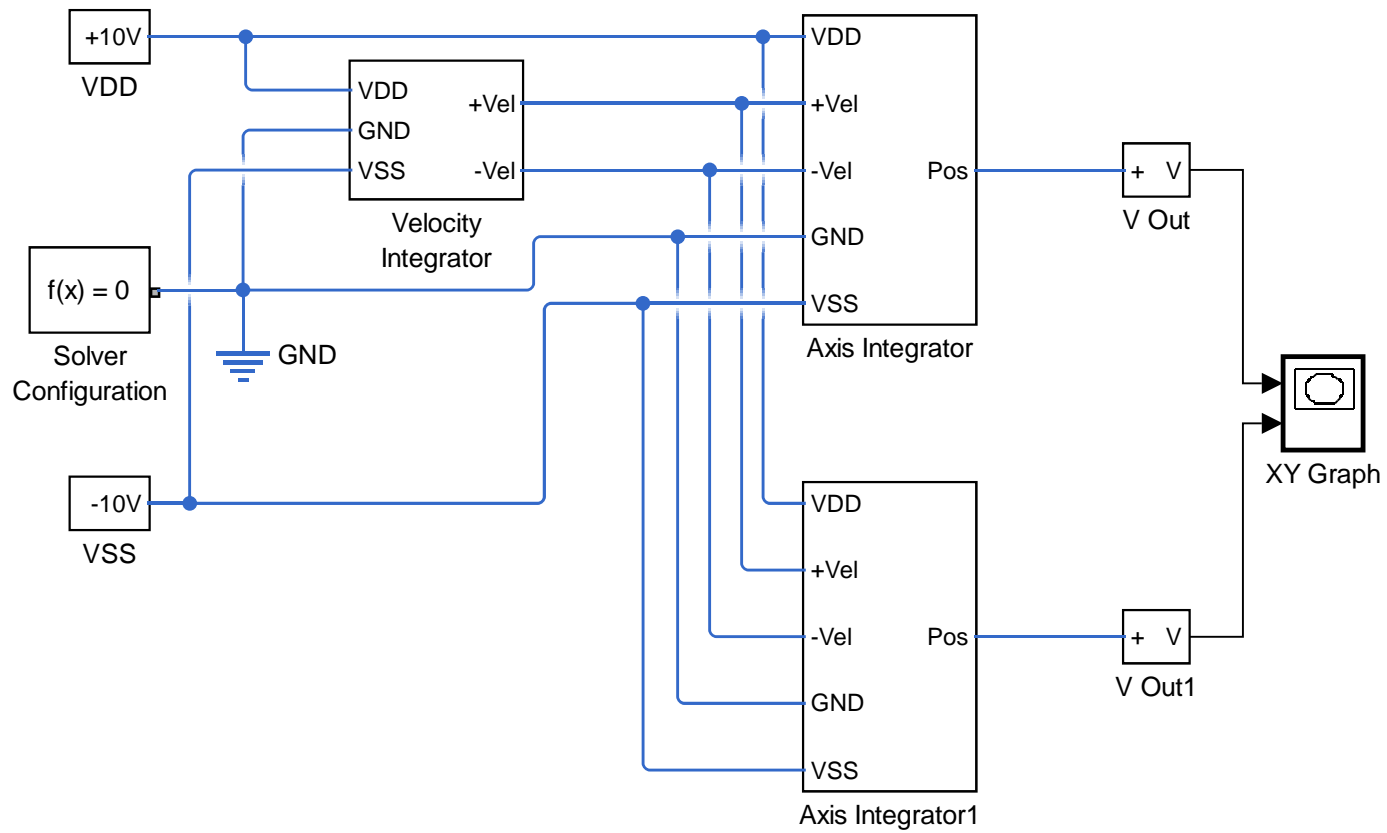 +10V
VDD
VDD
GND
VSS
+Vel
-Vel
Velocity
Integrator
VDD
+Vel
-Vel
GND
VSS
Pos
Axis Integrator
+ V
V Out
f(x) = 0
Solver
Configuration
GND
-10V
VSS
VDD
+Vel
-Vel
GND
VSS
Pos
Axis Integrator1
+ V
V Out1
XY Graph